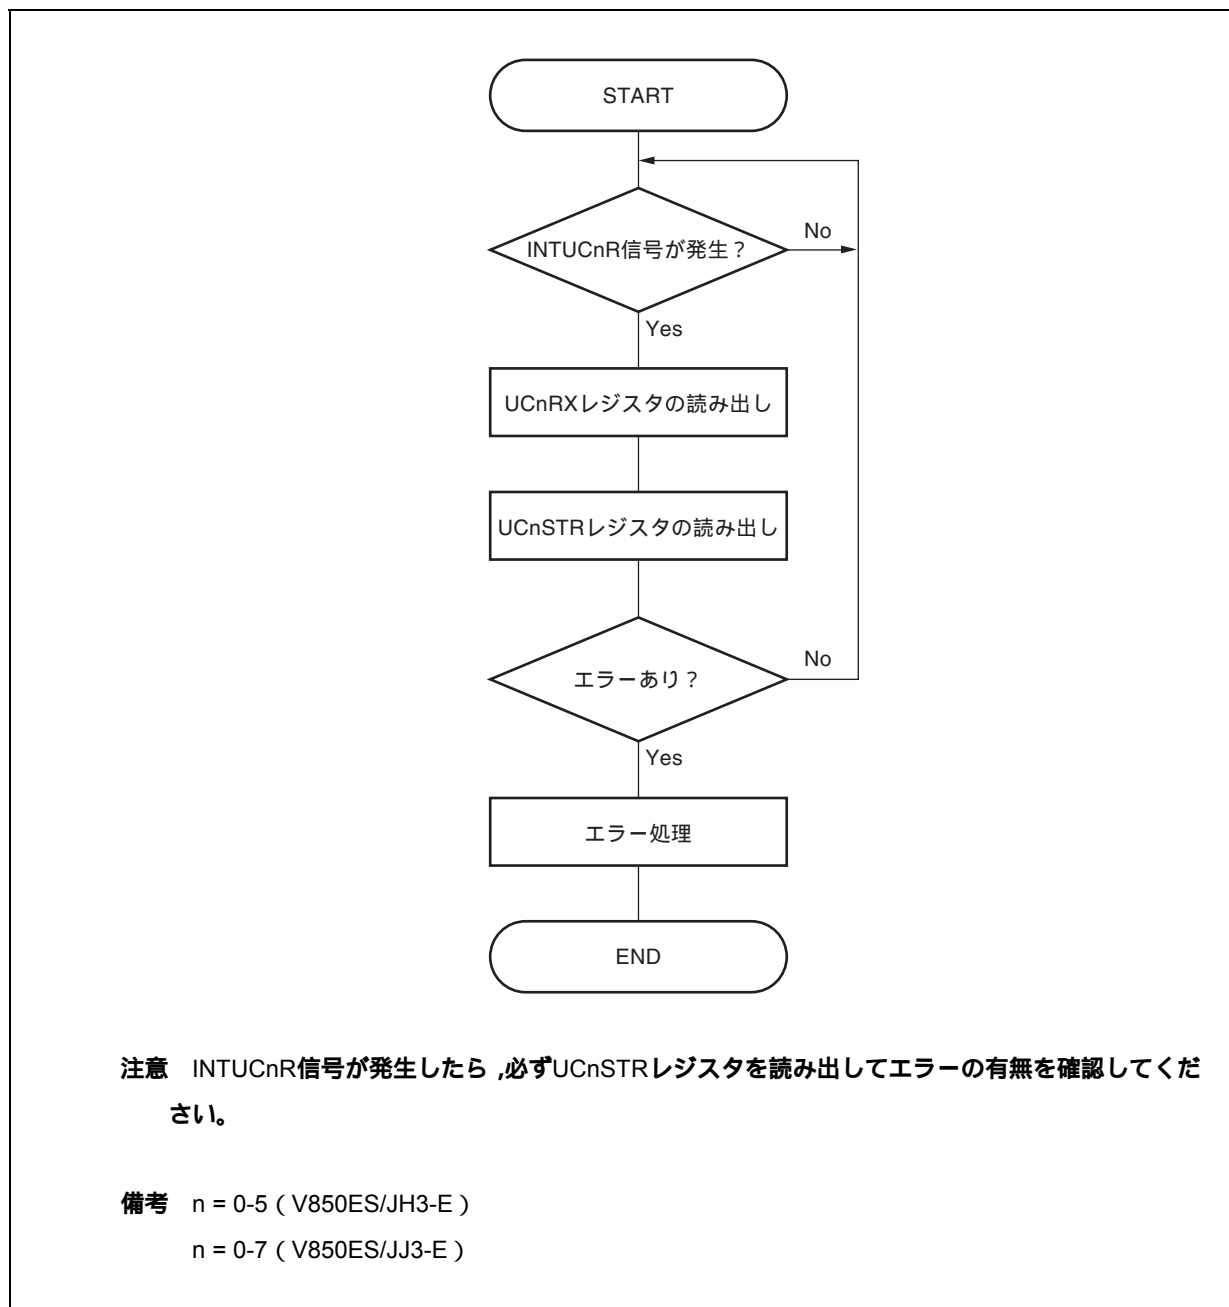 START
INTUCnR信号が発生？
No
Yes
UCnRXレジスタの読み出し
UCnSTRレジスタの読み出し
エラーあり？
No
Yes
エラー処理
END
注意　INTUCnR信号が発生したら，必ずUCnSTRレジスタを読み出してエラーの有無を確認してくだ
さい。
備考　n = 0-5（V850ES/JH3-E）
n = 0-7（V850ES/JJ3-E）